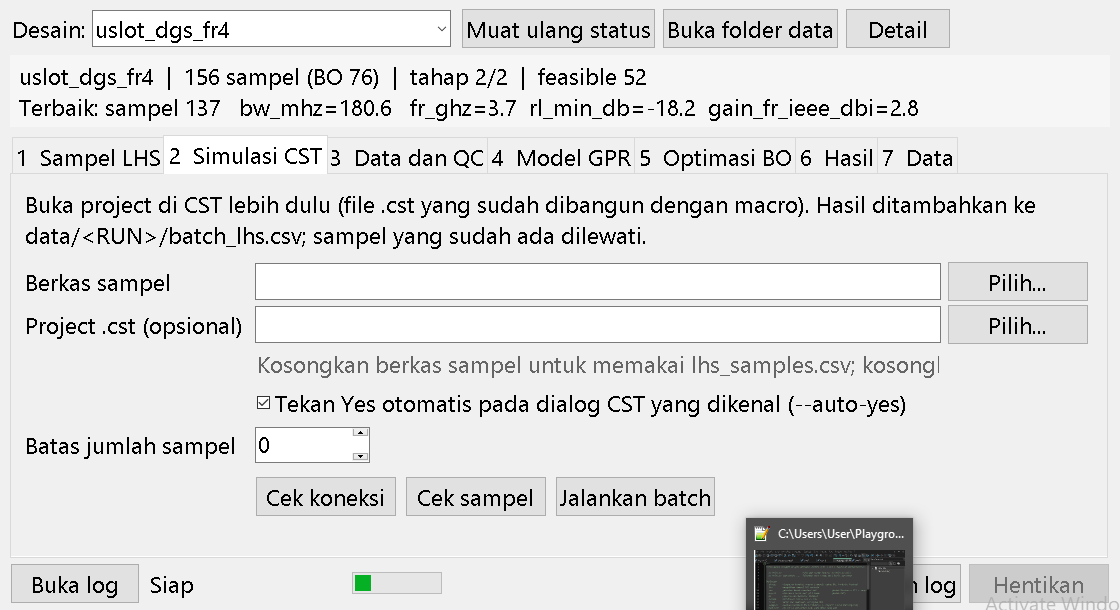 Desain: uslot_dgs_fr4 Muat ulang status Buka folder data Detail
uslot_dgs_fr4 | 156 sampel (BO 76) | tahap 2/2 | feasible 52
Terbaik: sampel 137 bw_mhz=180.6 fr_ghz=3.7 rl_min_db=-18.2 gain_fr_ieee_dbi=2.8
1 Sampel LHS 2 Simulasi CST 3 Data dan QC 4 Model GPR 5 Optimasi BO 6 Hasil 7 Data
Buka project di CST lebih dulu (file .cst yang sudah dibangun dengan macro). Hasil ditambahkan ke
data/<RUN>/batch_lhs.csv; sampel yang sudah ada dilewati.
Berkas sampel Pilih...
Project .cst (opsional) Pilih...
Kosongkan berkas sampel untuk memakai lhs_samples.csv;
Tekan Yes otomatis pada dialog CST yang dikenal (--auto-yes)
Batas jumlah sampel 0
Cek koneksi Cek sampel Jalankan batch
C:\Users\User\Playgro...
Buka log Siap log Hentikan
Activate Windo